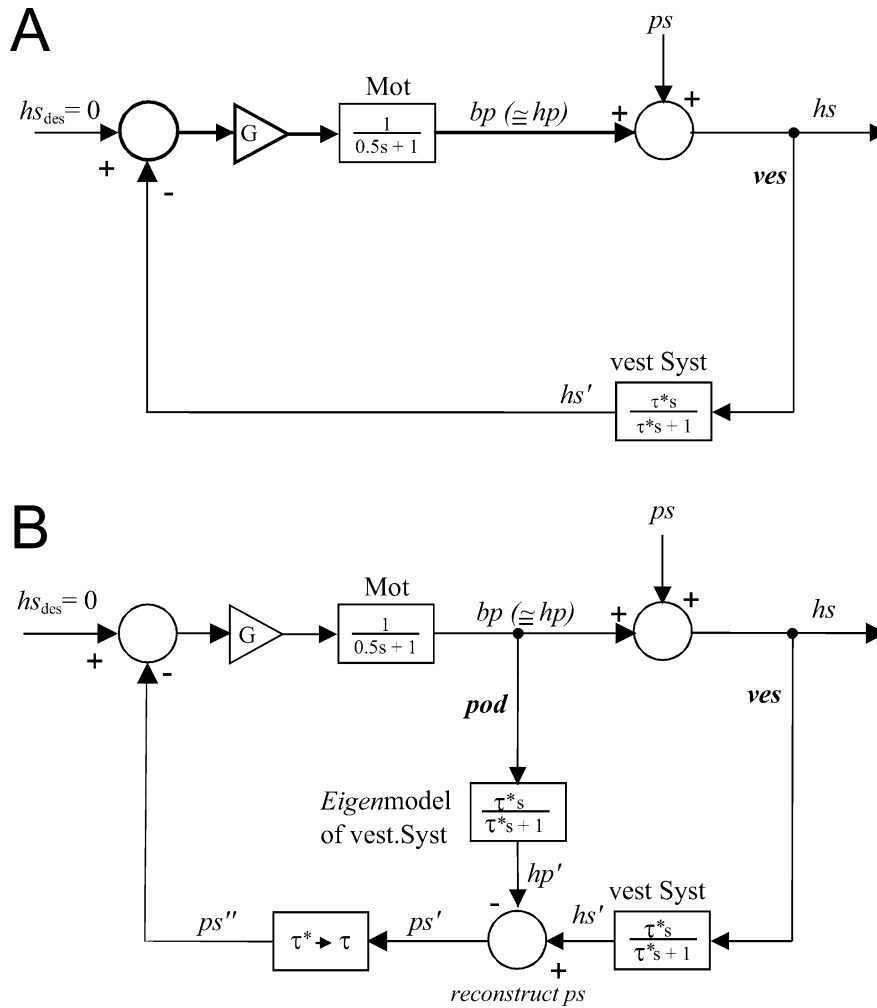 A
ps
hs_des = 0
Mot
bp (≅ hp)
+
+
hs
G
1
0.5s + 1
+
-
ves
vest Syst
hs'
τ*s
τ*s + 1
B
ps
hs_des = 0
Mot
bp (≅ hp)
+
+
hs
G
1
0.5s + 1
+
-
pod
ves
Eigenmodel
of vest.Syst
τ*s
τ*s + 1
hp'
vest Syst
-
ps''
τ* → τ
ps'
hs'
τ*s
τ*s + 1
+
reconstruct ps